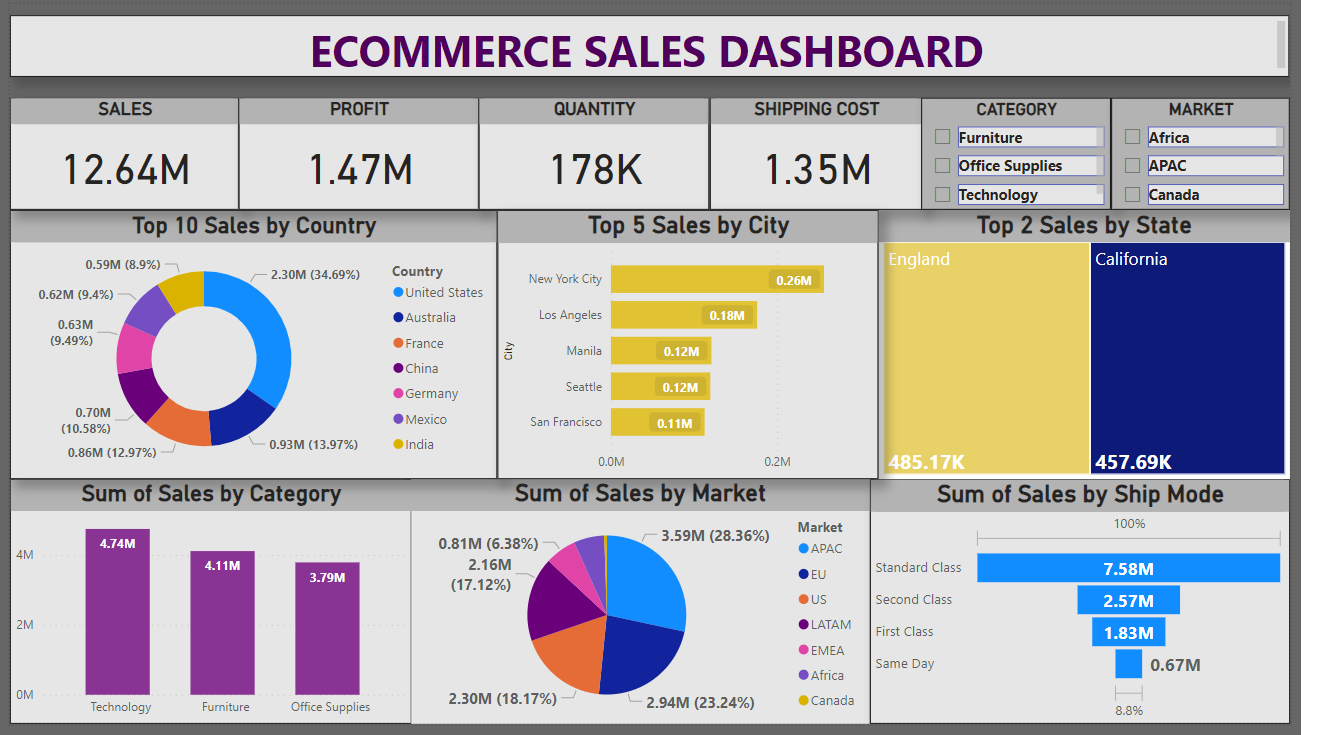 ECOMMERCE SALES DASHBOARD
SALES
PROFIT
QUANTITY
SHIPPING COST
CATEGORY
MARKET
12.64M
1.47M
178K
1.35M
Furniture
Office Supplies
Technology
Africa
APAC
Canada
Top 10 Sales by Country
0.59M (8.9%)
2.30M (34.69%)
0.62M (9.4%)
0.63M
(9.49%)
0.70M
(10.58%)
0.86M (12.97%)
0.93M (13.97%)
Country
United States
Australia
France
China
Germany
Mexico
India
Top 5 Sales by City
City
New York City
0.26M
Los Angeles
0.18M
Manila
0.12M
Seattle
0.12M
San Francisco
0.11M
0.0M
0.2M
Top 2 Sales by State
England
California
485.17K
457.69K
Sum of Sales by Category
4M
2M
0M
4.74M
4.11M
3.79M
Technology
Furniture
Office Supplies
Sum of Sales by Market
0.81M (6.38%)
3.59M (28.36%)
2.16M
(17.12%)
2.30M (18.17%)
2.94M (23.24%)
Market
APAC
EU
US
LATAM
EMEA
Africa
Canada
Sum of Sales by Ship Mode
100%
Standard Class
7.58M
Second Class
2.57M
First Class
1.83M
Same Day
0.67M
8.8%